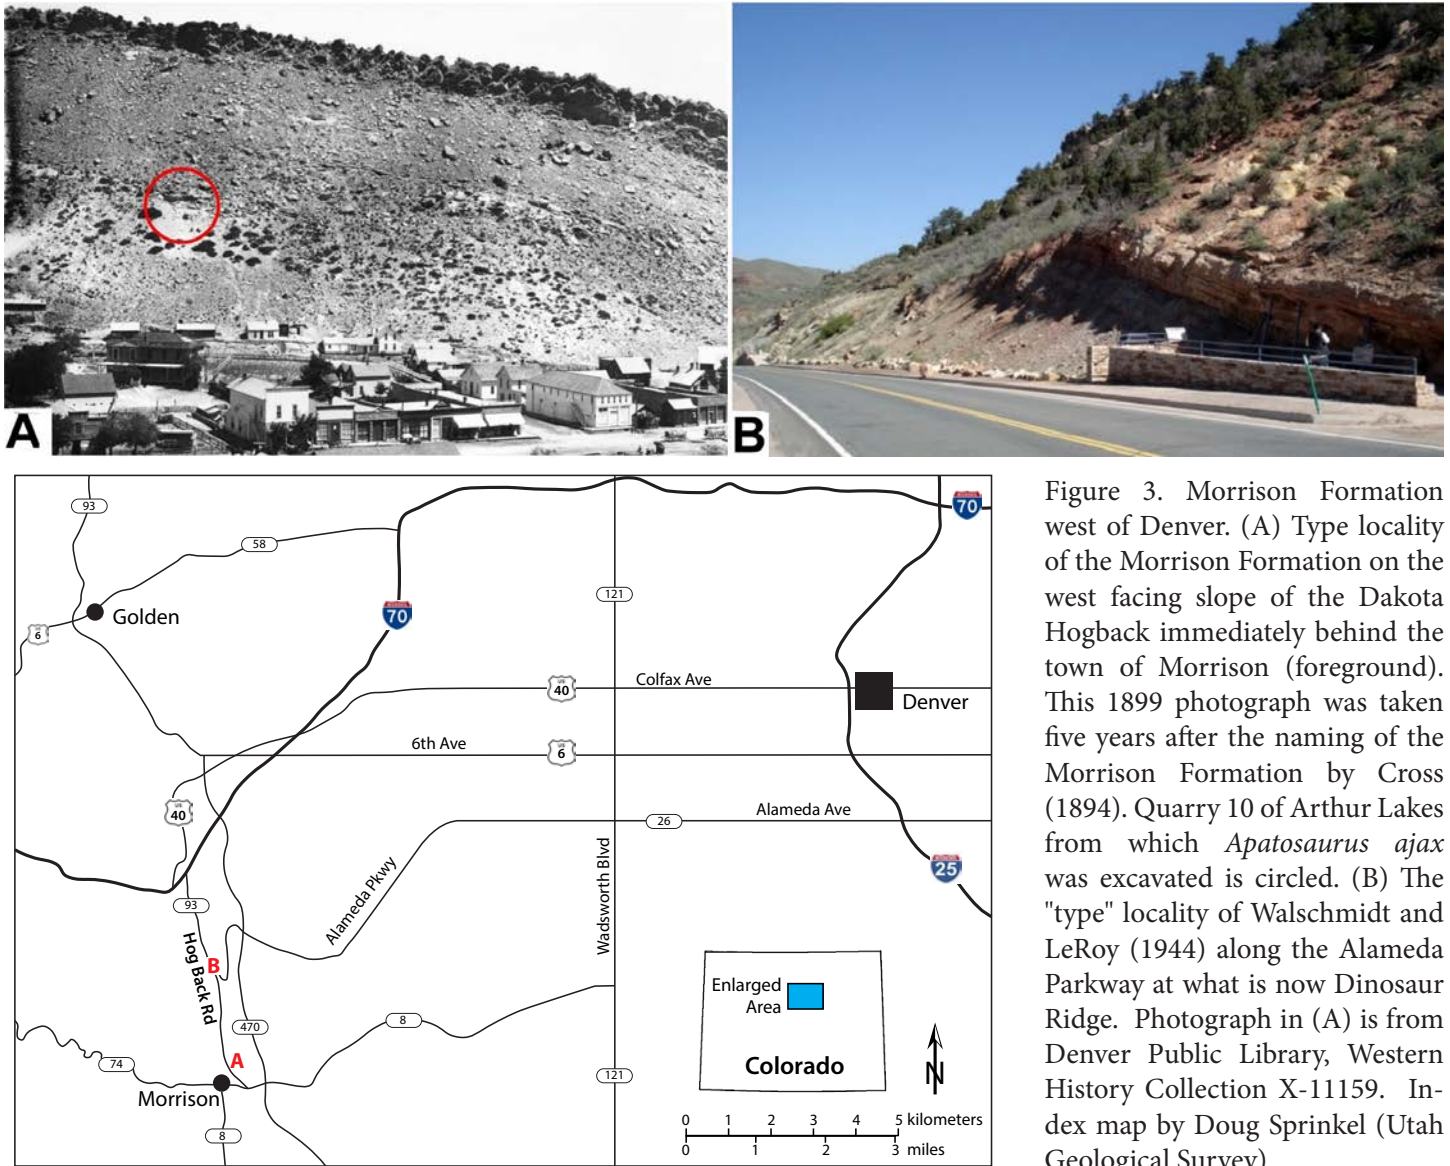 A
B
93
58
70
70
121
Golden
6
40
Colfax Ave
Denver
6th Ave
6
40
Alameda Ave
26
Wadsworth Blvd
25
Alameda Pkwy
93
Hog Back Rd
B
Enlarged
Area
470
8
Colorado
N
74
A
121
Morrison
8
0 1 2 3 4 5 kilometers
0 1 2 3 miles
Figure 3. Morrison Formation
west of Denver. (A) Type locality
of the Morrison Formation on the
west facing slope of the Dakota
Hogback immediately behind the
town of Morrison (foreground).
This 1899 photograph was taken
five years after the naming of the
Morrison Formation by Cross
(1894). Quarry 10 of Arthur Lakes
from which Apatosaurus ajax
was excavated is circled. (B) The
"type" locality of Walschmidt and
LeRoy (1944) along the Alameda
Parkway at what is now Dinosaur
Ridge. Photograph in (A) is from
Denver Public Library, Western
History Collection X-11159. In-
dex map by Doug Sprinkel (Utah
Geological Survey)